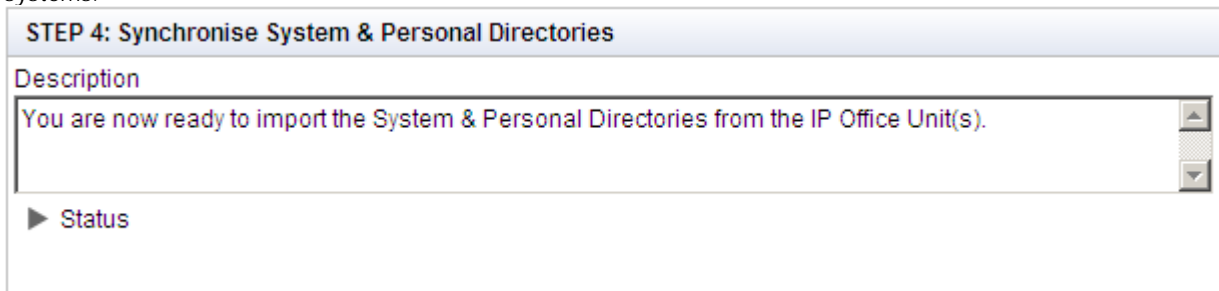 systems.
STEP 4: Synchronise System & Personal Directories
Description
You are now ready to import the System & Personal Directories from the IP Office Unit(s).
Status